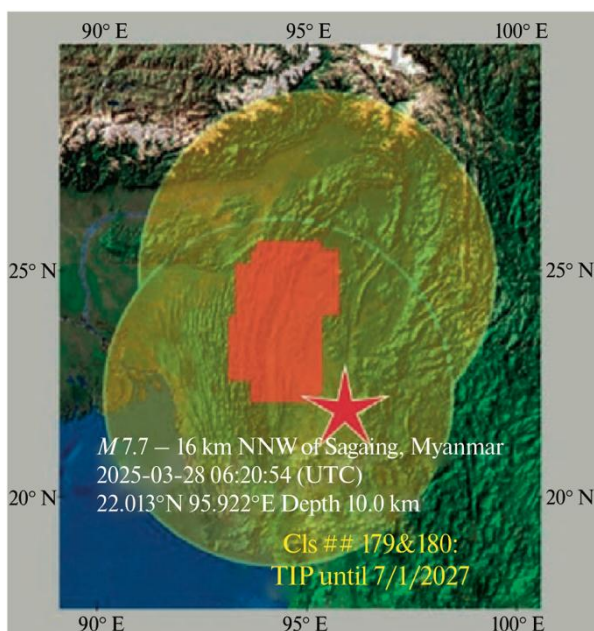 90° E 95° E 100° E
25° N 25° N
M 7.7 – 16 km NNW of Sagaing, Myanmar
2025-03-28 06:20:54 (UTC)
20° N 20° N
22.013°N 95.922°E Depth 10.0 km
Cls ## 179&180:
TIP until 7/1/2027
90° E 95° E 100° E